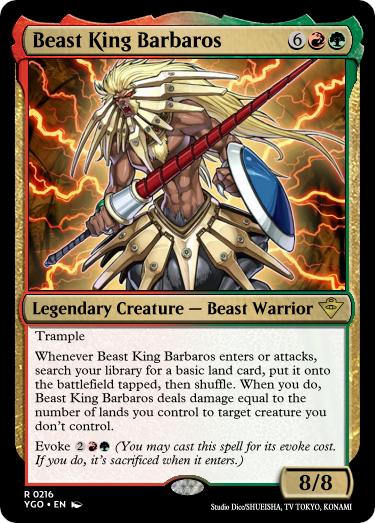 Beast King Barbaros 6
Legendary Creature — Beast Warrior
Trample
Whenever Beast King Barbaros enters or attacks,
search your library for a basic land card, put it onto
the battlefield tapped, then shuffle. When you do,
Beast King Barbaros deals damage equal to the
number of lands you control to target creature
you don't control.
Evoke 2 (You may cast this spell for its evoke cost.
If you do, it's sacrificed when it enters.)
8/8
R 0216
YGO • EN
Studio Dice/SHUEISHA, TV TOKYO, KONAMI